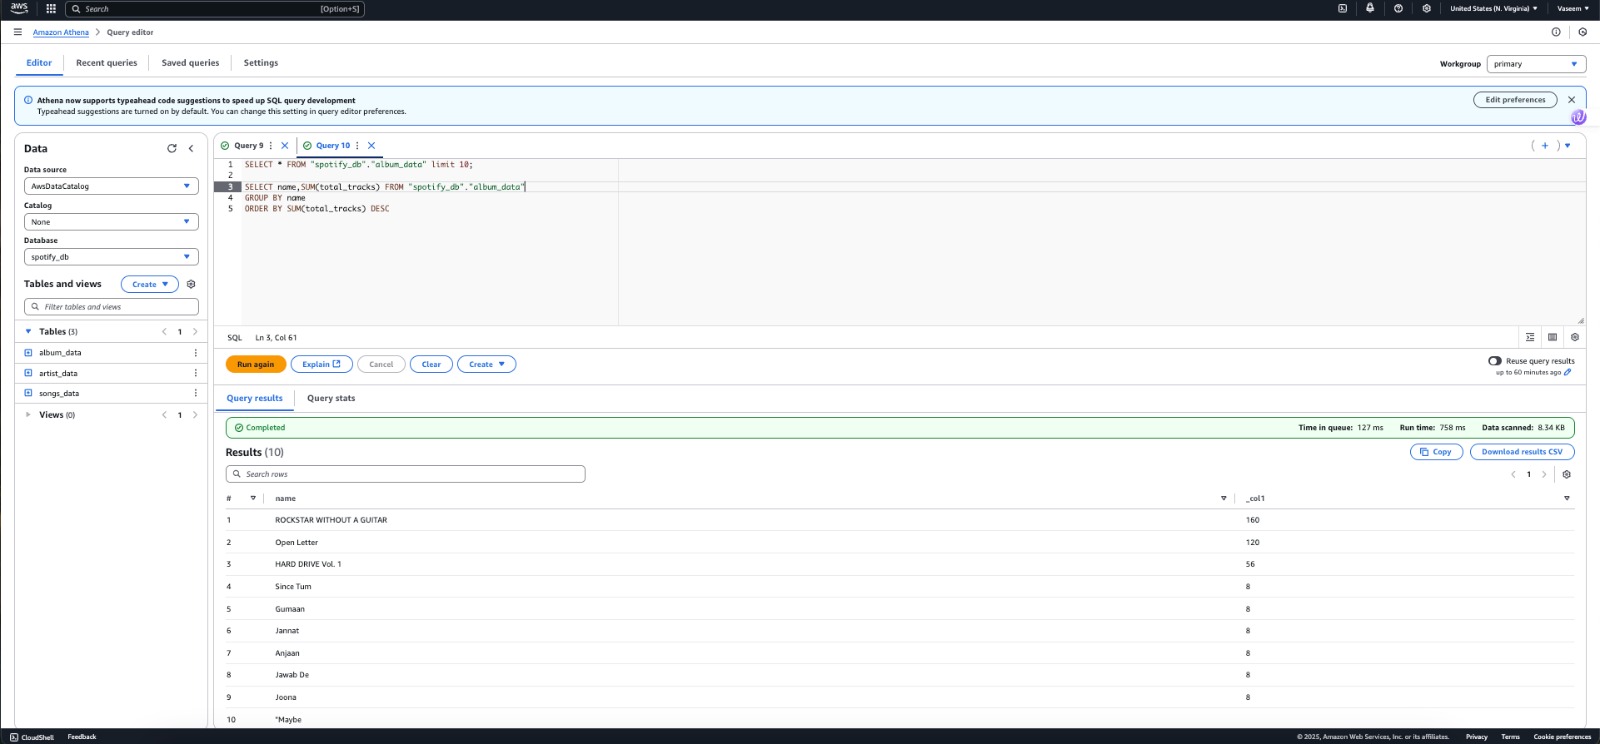 aws
Search [Option+S]
United States (N. Virginia) Vaseem
Amazon Athena > Query editor
Editor Recent queries Saved queries Settings
Workgroup primary
Athena now supports typeahead code suggestions to speed up SQL query development
Typeahead suggestions are turned on by default. You can change this setting in query editor preferences.
Edit preferences
Data
Data source
AwsDataCatalog
Catalog
None
Database
spotify_db
Tables and views Create
Filter tables and views
Tables (3) < 1 >
album_data
artist_data
songs_data
Views (0) < 1 >
Query 9 Query 10
1 SELECT * FROM "spotify_db"."album_data" limit 10;
2
3 SELECT name,SUM(total_tracks) FROM "spotify_db"."album_data"
4 GROUP BY name
5 ORDER BY SUM(total_tracks) DESC
SQL Ln 3, Col 61
Run again Explain Cancel Clear Create
Reuse query results
up to 60 minutes ago
Query results Query stats
Completed
Time in queue: 127 ms Run time: 758 ms Data scanned: 8.34 KB
Results (10)
Copy Download results CSV
Search rows
< 1 >
# name _col1
1 ROCKSTAR WITHOUT A GUITAR 160
2 Open Letter 120
3 HARD DRIVE Vol. 1 56
4 Since Tum 8
5 Gumaan 8
6 Jannat 8
7 Anjaan 8
8 Jawab De 8
9 Joona 8
10 "Maybe
CloudShell Feedback
© 2025, Amazon Web Services, Inc. or its affiliates. Privacy Terms Cookie preferences